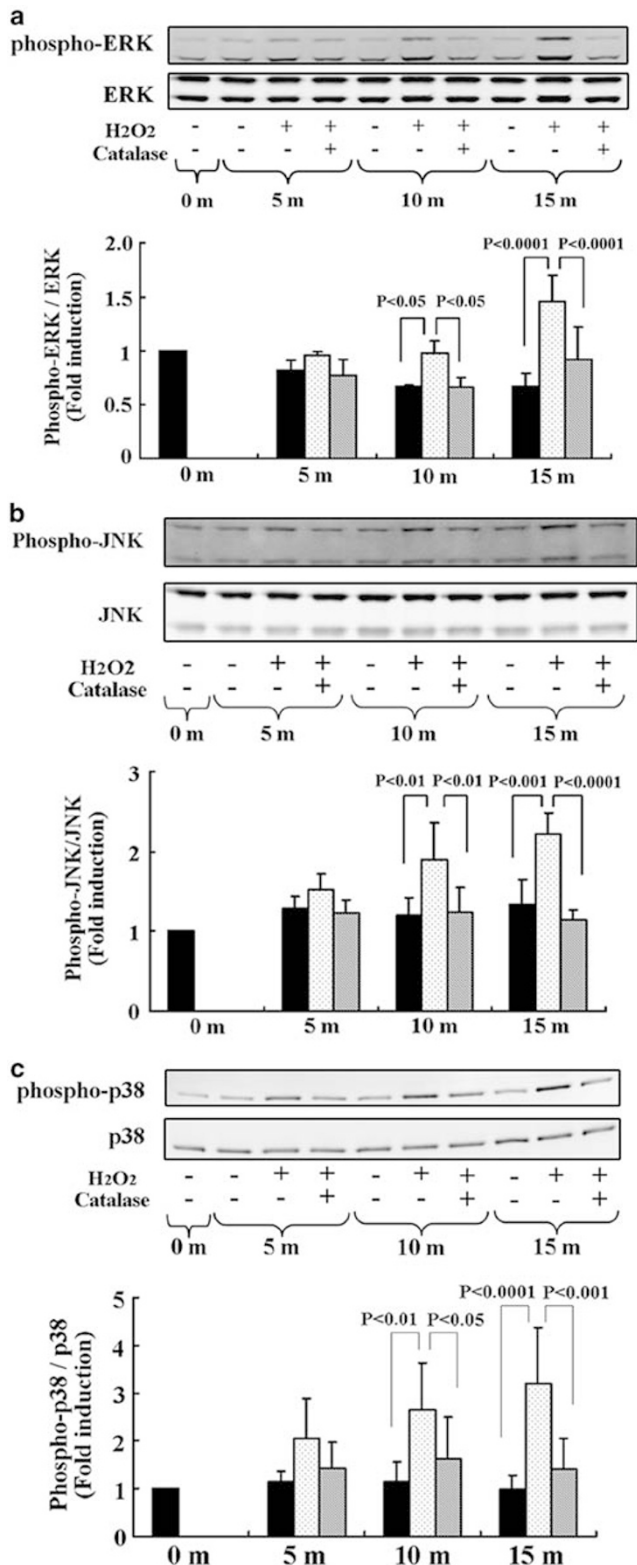 a
phospho-ERK
ERK
H2O2 - - + + - + + - + +
Catalase - - - + - - + - - +
0 m 5 m 10 m 15 m
Phospho-ERK / ERK
(Fold induction)
2.0
1.5
1
0.5
0
P<0.05 P<0.05
P<0.0001 P<0.0001
0 m 5 m 10 m 15 m
b
Phospho-JNK
JNK
H2O2 - - + + - + + - + +
Catalase - - - + - - + - - +
0 m 5 m 10 m 15 m
Phospho-JNK/JNK
(Fold induction)
3
2
1
0
P<0.01 P<0.01 P<0.001 P<0.0001
0 m 5 m 10 m 15 m
c
phospho-p38
p38
H2O2 - - + + - + + - + +
Catalase - - - + - - + - - +
0 m 5 m 10 m 15 m
Phospho-p38 / p38
(Fold induction)
5
4
3
2
1
0
P<0.01 P<0.05
P<0.0001 P<0.001
0 m 5 m 10 m 15 m